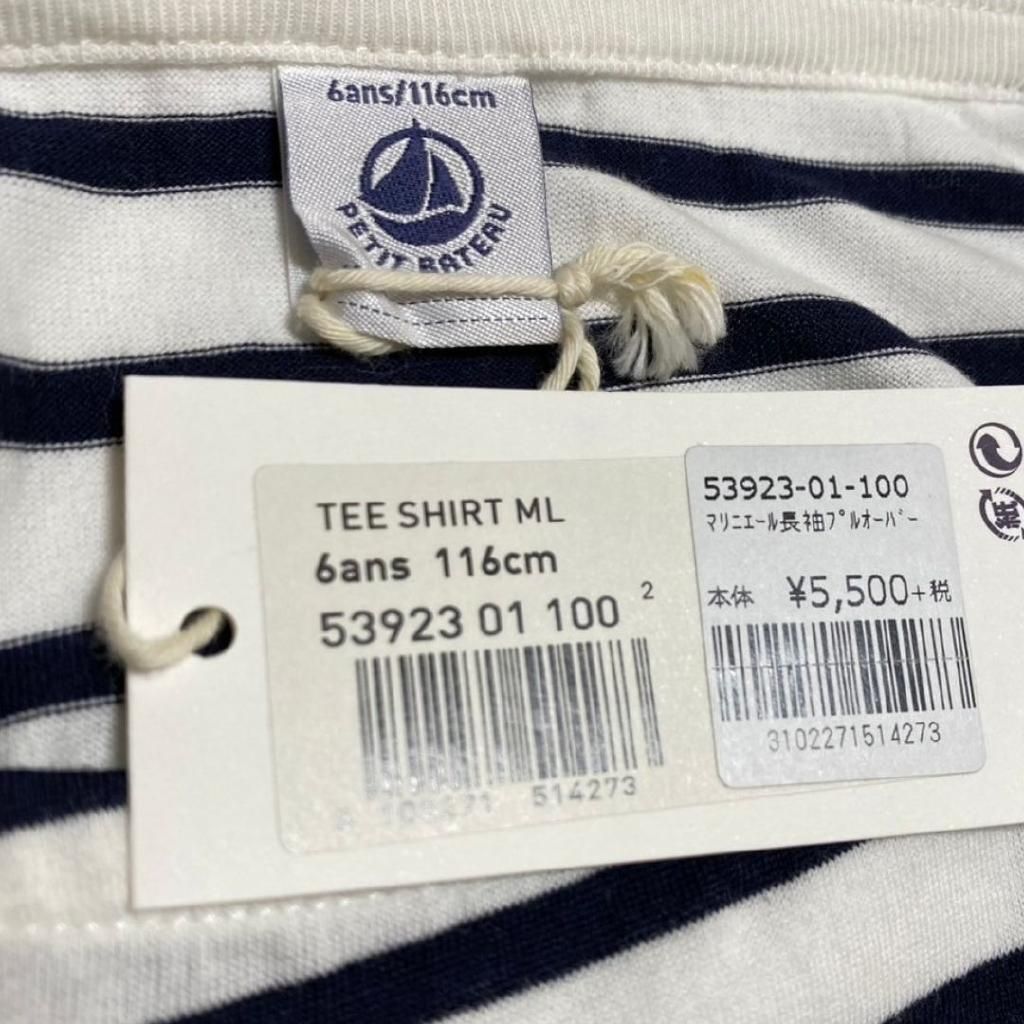 6ans/116cm
PETIT BATEAU
TEE SHIRT ML
6ans 116cm
53923 01 100 2
514273
53923-01-100
マリニエール長袖プルオーバー
本体 ¥5,500+税
3102271514273
紙